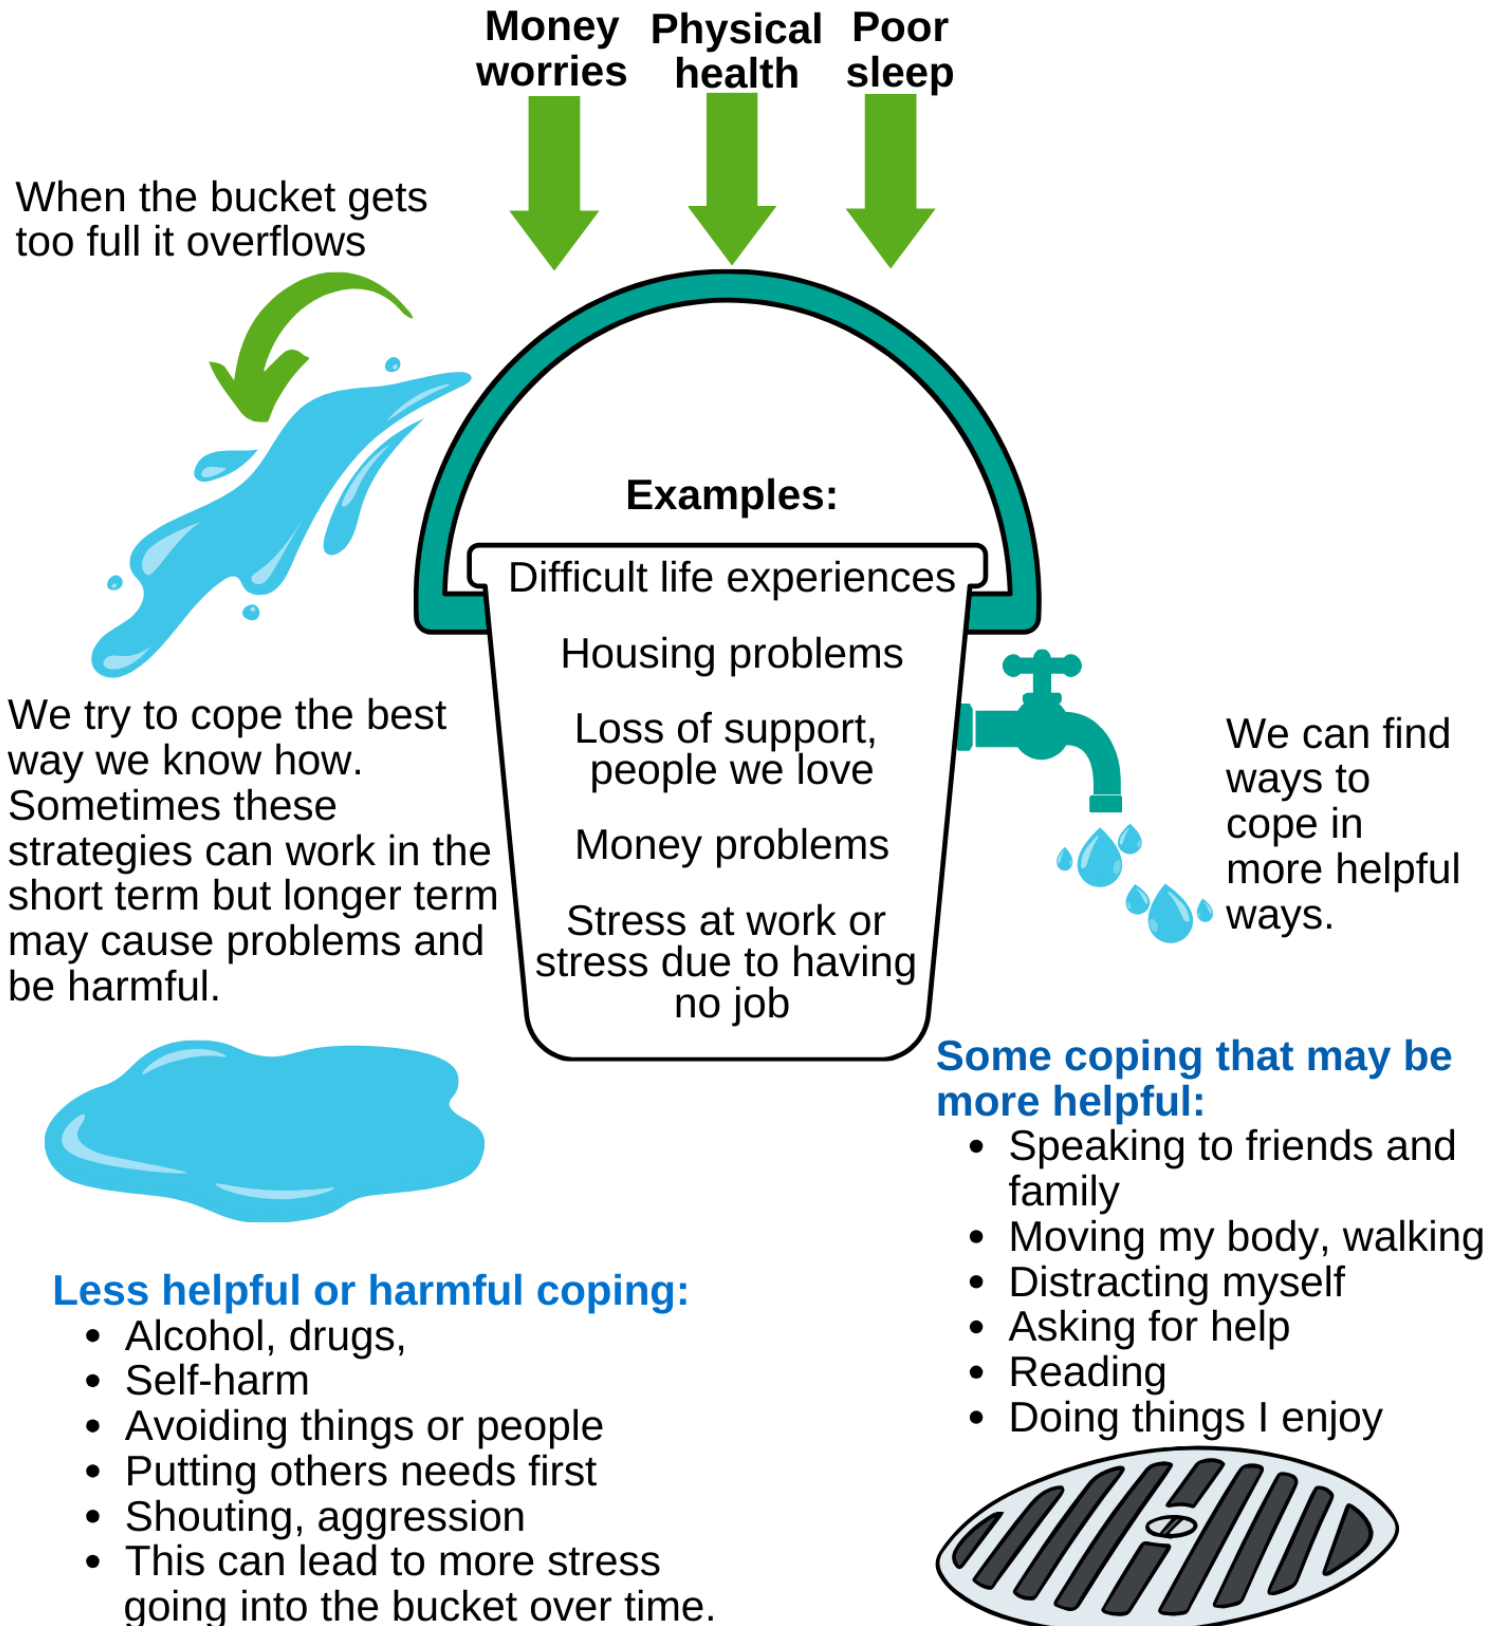 Money
worries
Physical
health
Poor
sleep
When the bucket gets
too full it overflows
Examples:
Difficult life experiences
Housing problems
Loss of support,
people we love
Money problems
Stress at work or
stress due to having
no job
We try to cope the best
way we know how.
Sometimes these
strategies can work in the
short term but longer term
may cause problems and
be harmful.
We can find
ways to
cope in
more helpful
ways.
Some coping that may be
more helpful:
• Speaking to friends and
family
• Moving my body, walking
• Distracting myself
• Asking for help
• Reading
• Doing things I enjoy
Less helpful or harmful coping:
• Alcohol, drugs,
• Self-harm
• Avoiding things or people
• Putting others needs first
• Shouting, aggression
• This can lead to more stress
going into the bucket over time.